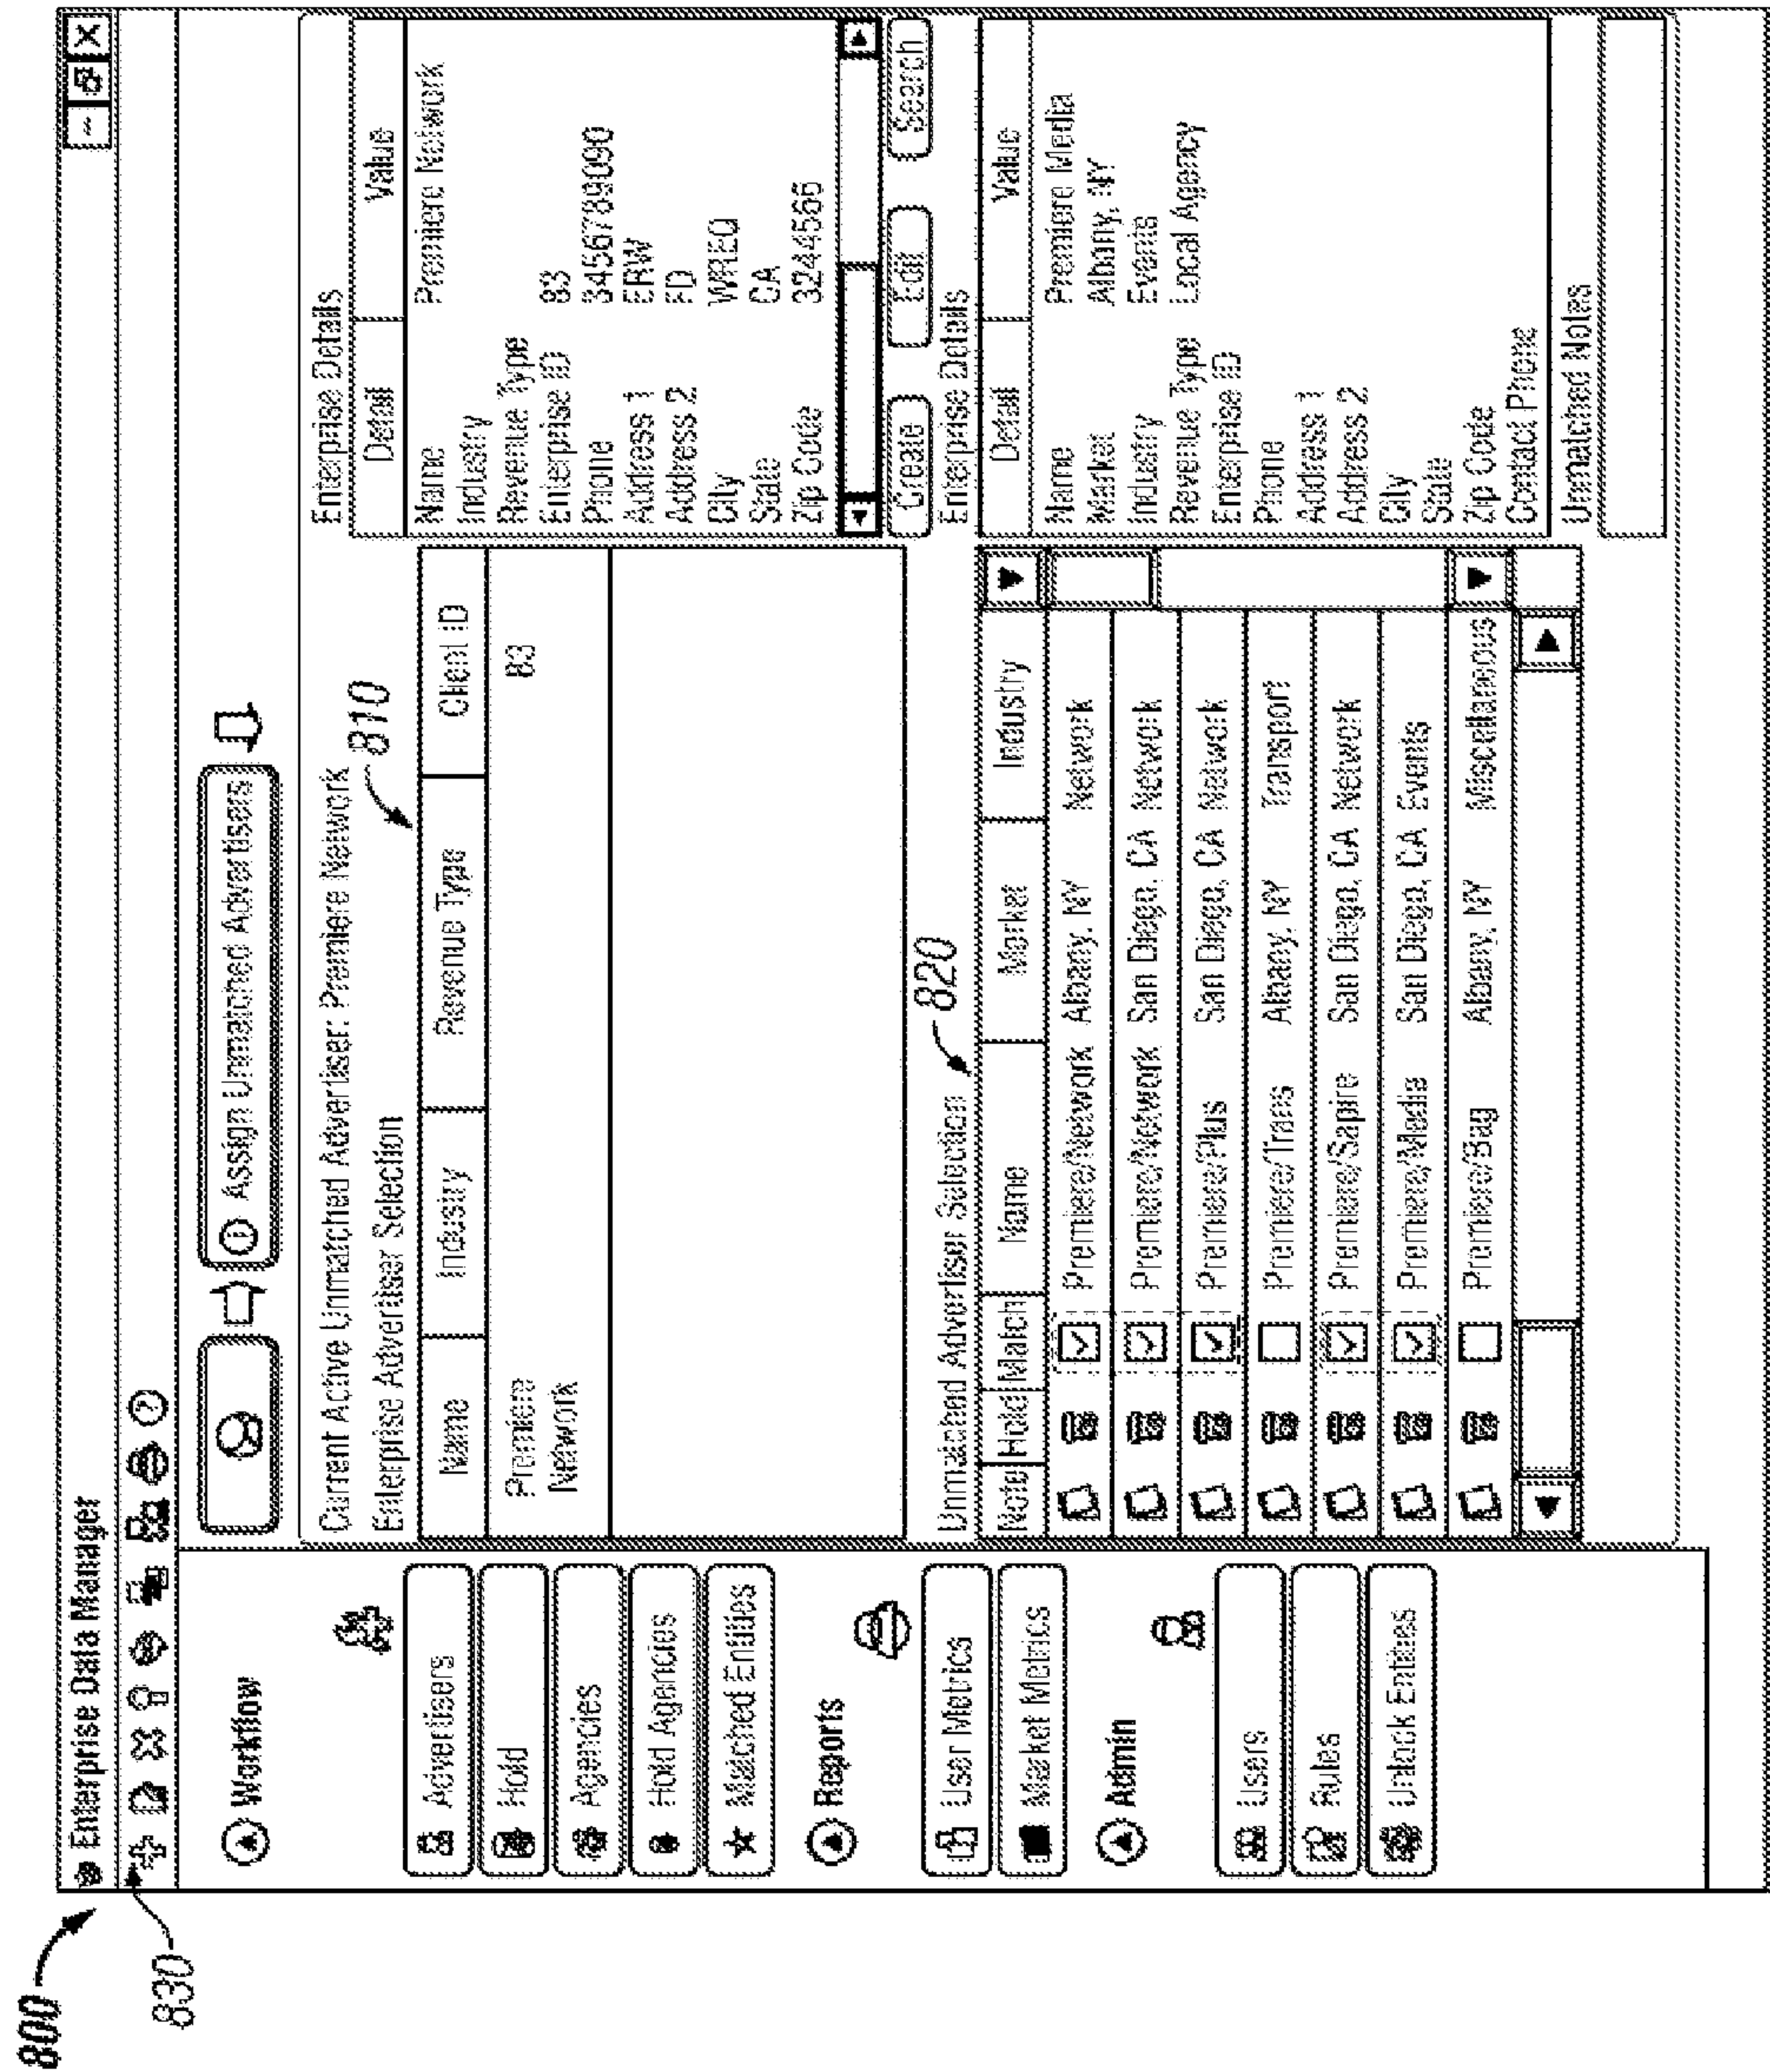 800
830
Enterprise Data Manager
Workflow
Advertisers
Hold
Agencies
Hold Agencies
Matched Entities
Reports
User Metrics
Market Metrics
Admin
Users
Rules
Unlock Entities
Assign Unmatched Advertisers
Current Active Unmatched Advertiser: Premiere Network
Enterprise Advertiser Selection
810
Name Industry Revenue Type Client ID
Premiere Network 83
Unmatched Advertiser Selection
820
Note Hold Match Name Market Industry
Premiere/Network Albany, NY Network
Premiere/Network San Diego, CA Network
Premiere/Plus San Diego, CA Network
Premiere/Trans Albany, NY Transport
Premiere/Sapire San Diego, CA Network
Premiere/Media San Diego, CA Events
Premiere/Bag Albany, NY Miscellaneous
Enterprise Details
Detail Value
Name Premiere Network
Industry
Revenue Type
Enterprise ID 83
Phone 3456789090
Address 1 ERW
Address 2 FD
City WREQ
State CA
Zip Code 3244566
Create Edit Search
Enterprise Details
Detail Value
Name Premiere Media
Market Albany, NY
Industry Events
Revenue Type Local Agency
Enterprise ID
Phone
Address 1
Address 2
City
State
Zip Code
Contact Phone
Unmatched Notes